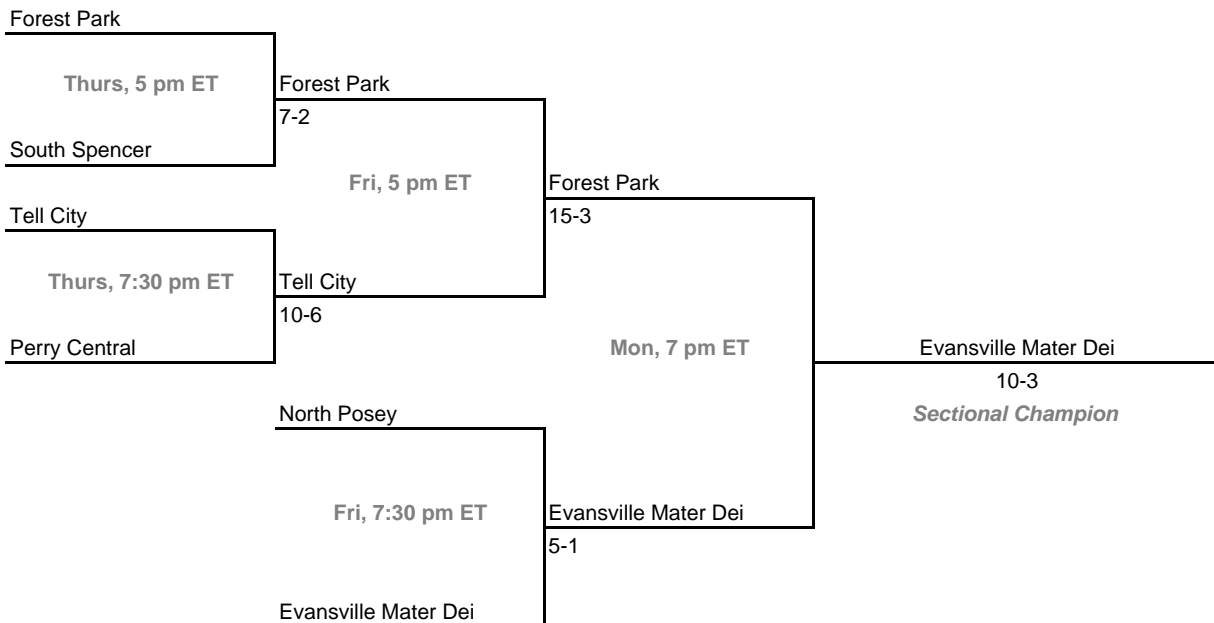 Forest Park
Thurs, 5 pm ET
Forest Park
7-2
South Spencer
Fri, 5 pm ET
Forest Park
15-3
Tell City
Thurs, 7:30 pm ET
Tell City
10-6
Perry Central
Mon, 7 pm ET
Evansville Mater Dei
10-3
Sectional Champion
North Posey
Fri, 7:30 pm ET
Evansville Mater Dei
5-1
Evansville Mater Dei